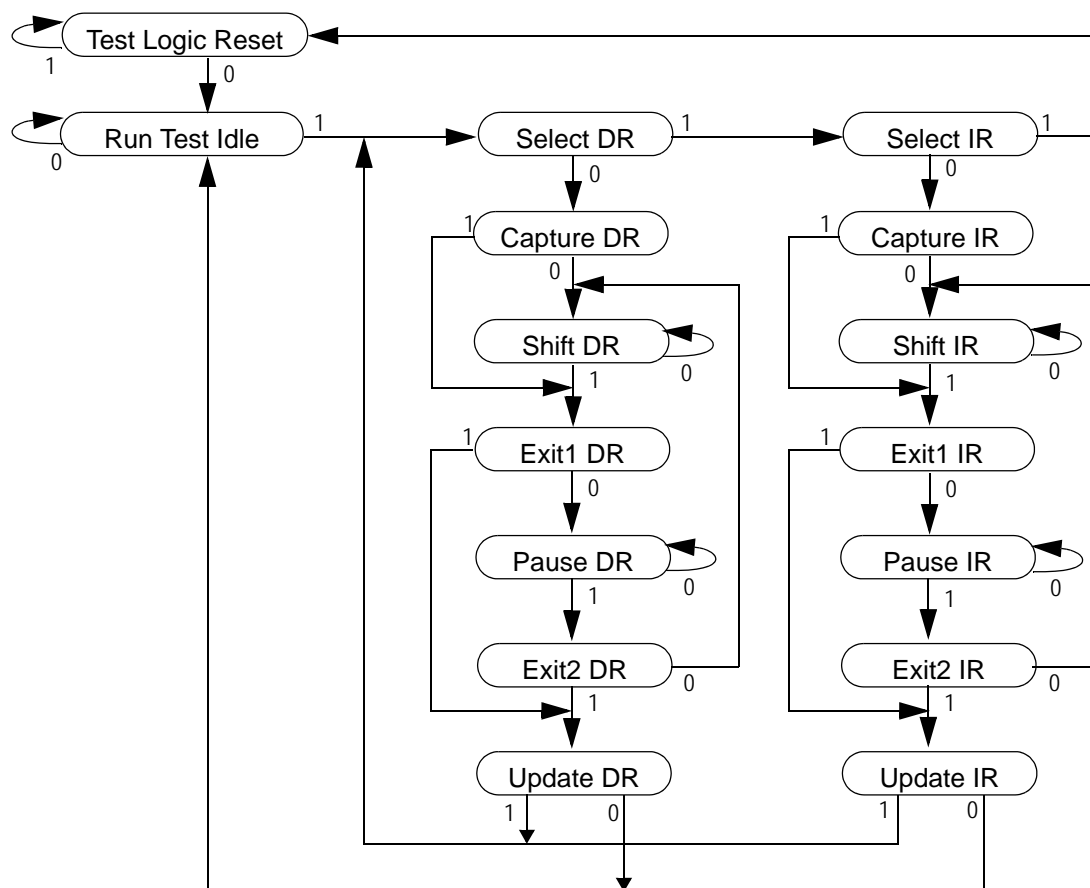 Test Logic Reset
1
0
Run Test Idle
1
0
Select DR
1
0
Select IR
1
0
Capture DR
1
0
Capture IR
1
0
Shift DR
0
1
Shift IR
0
1
Exit1 DR
1
0
Exit1 IR
1
0
Pause DR
0
1
Pause IR
0
1
Exit2 DR
0
1
Exit2 IR
0
1
Update DR
1
0
Update IR
1
0